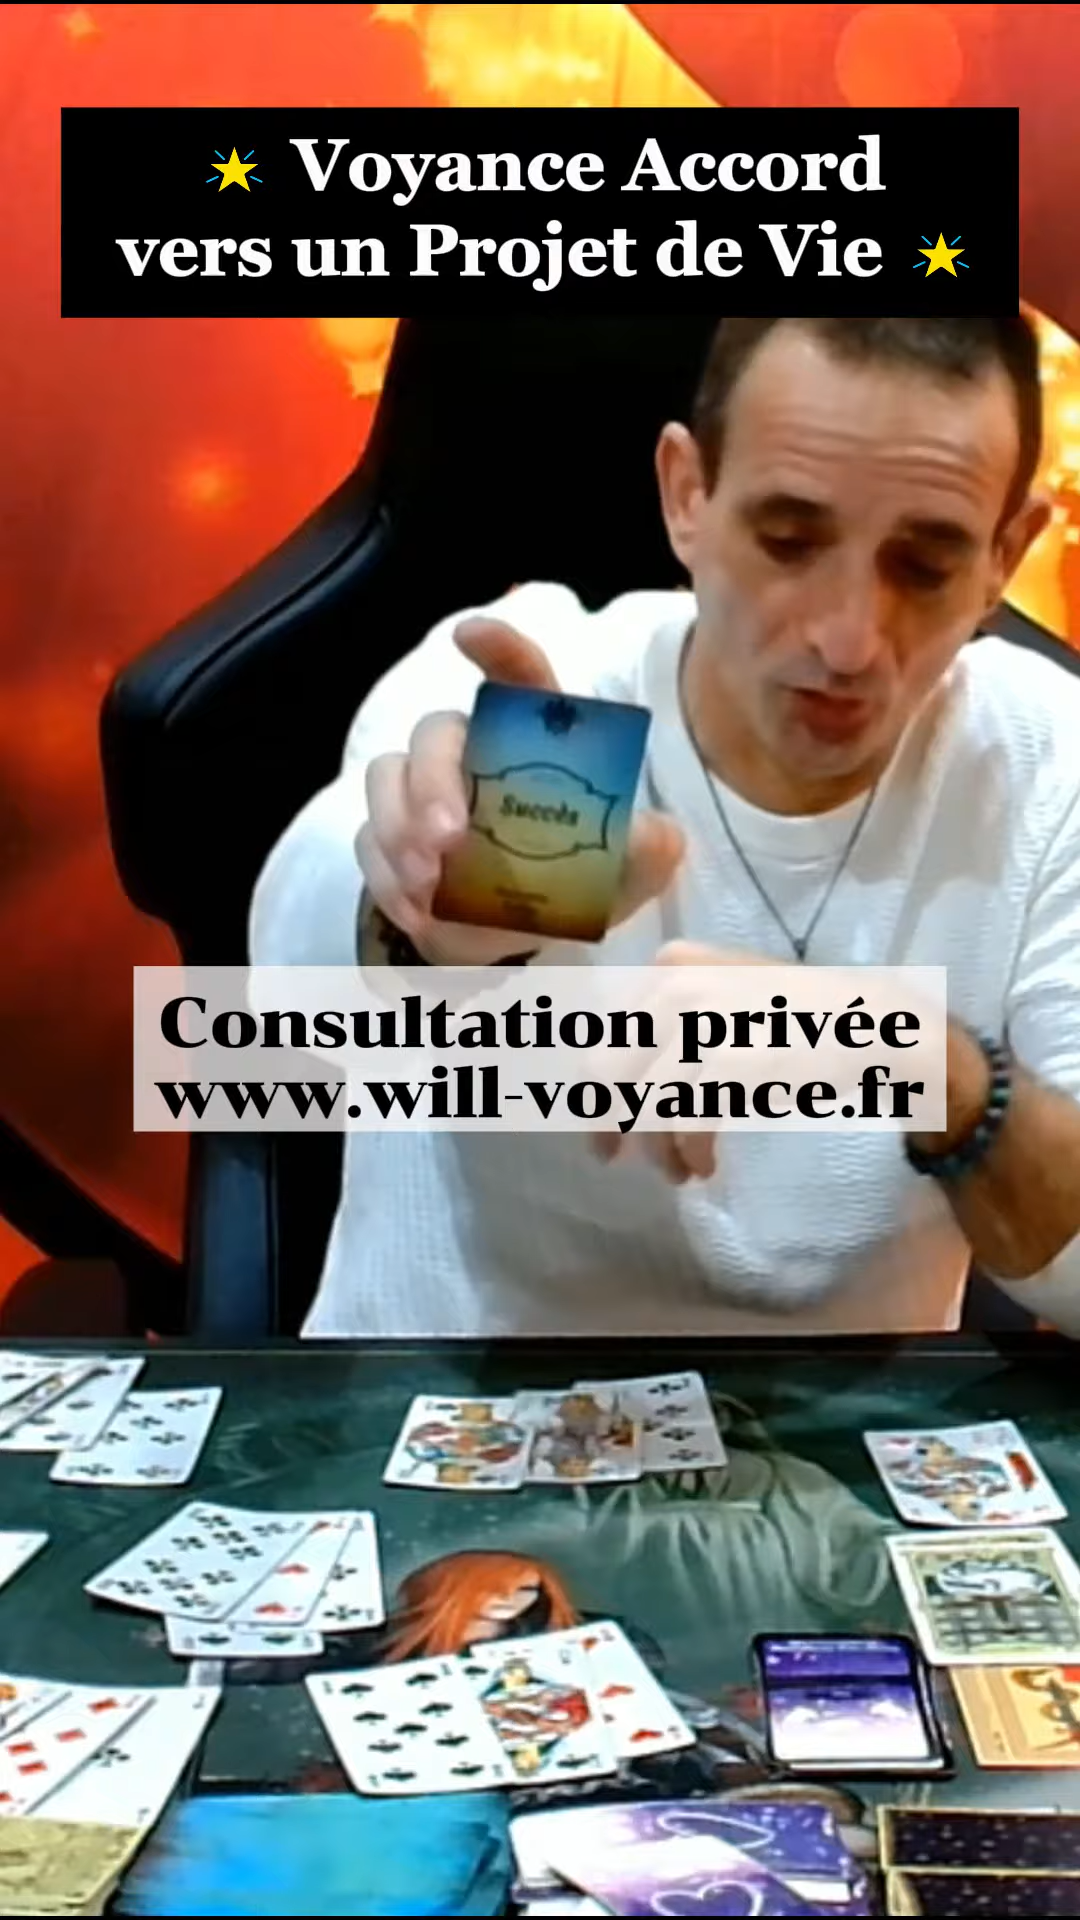 🌟 Voyance Accord
vers un Projet de Vie 🌟
Succès
Consultation privée
www.will-voyance.fr